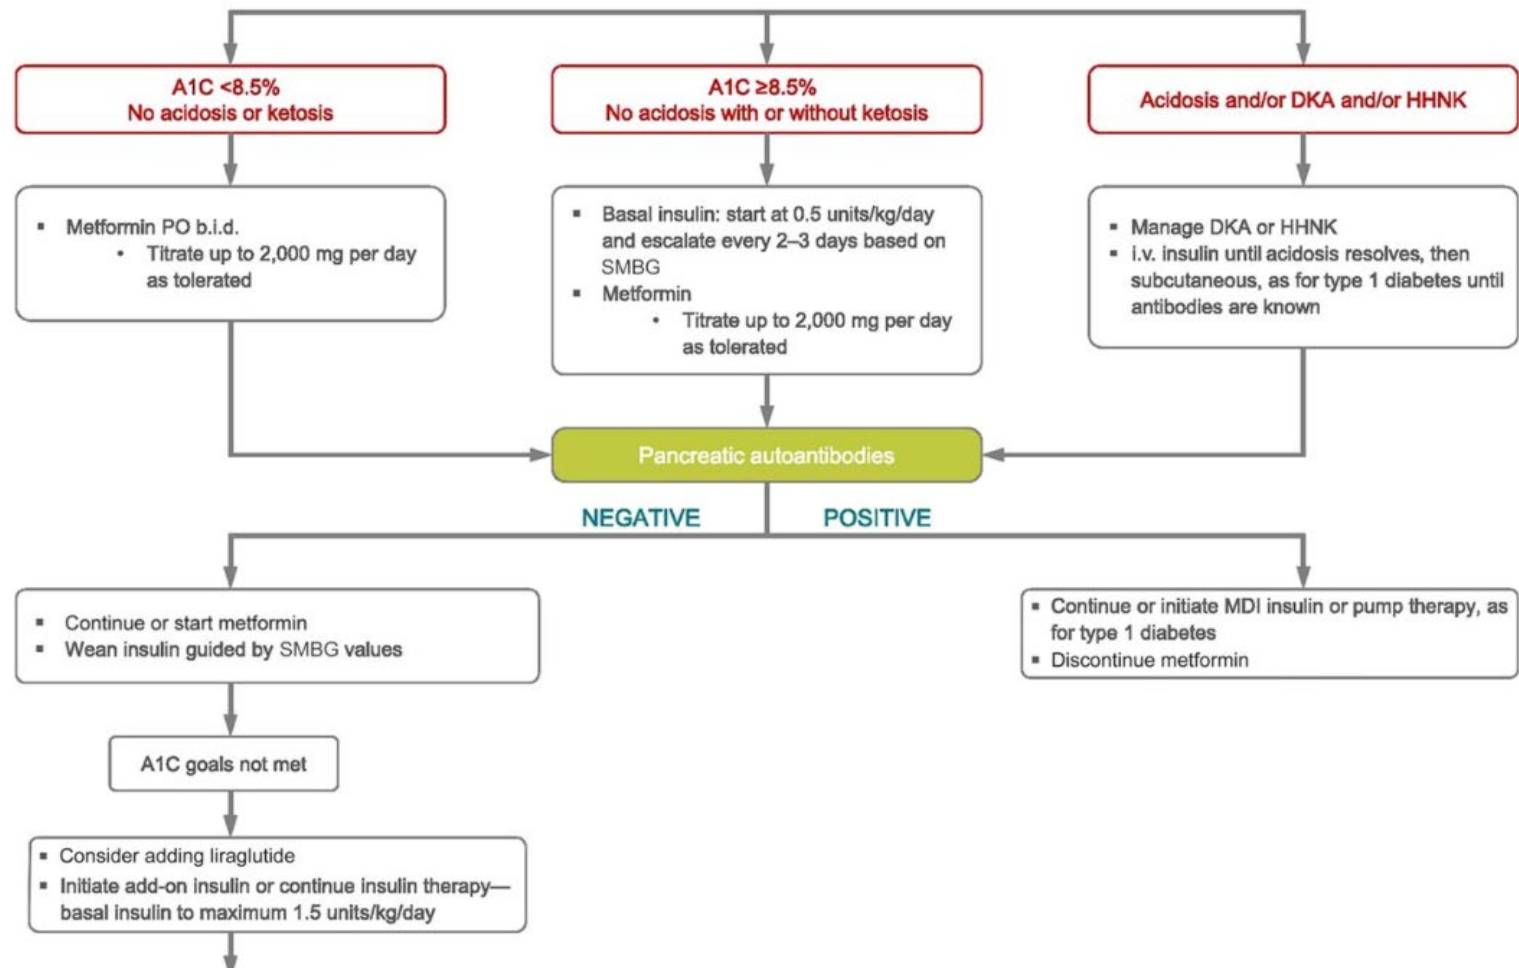 A1C <8.5%
No acidosis or ketosis
A1C ≥8.5%
No acidosis with or without ketosis
Acidosis and/or DKA and/or HHNK
▪ Metformin PO b.i.d.
• Titrate up to 2,000 mg per day
as tolerated
▪ Basal insulin: start at 0.5 units/kg/day
and escalate every 2–3 days based on
SMBG
▪ Metformin
• Titrate up to 2,000 mg per day
as tolerated
▪ Manage DKA or HHNK
▪ i.v. insulin until acidosis resolves, then
subcutaneous, as for type 1 diabetes until
antibodies are known
Pancreatic autoantibodies
NEGATIVE
POSITIVE
▪ Continue or start metformin
▪ Wean insulin guided by SMBG values
▪ Continue or initiate MDI insulin or pump therapy, as
for type 1 diabetes
▪ Discontinue metformin
A1C goals not met
▪ Consider adding liraglutide
▪ Initiate add-on insulin or continue insulin therapy—
basal insulin to maximum 1.5 units/kg/day